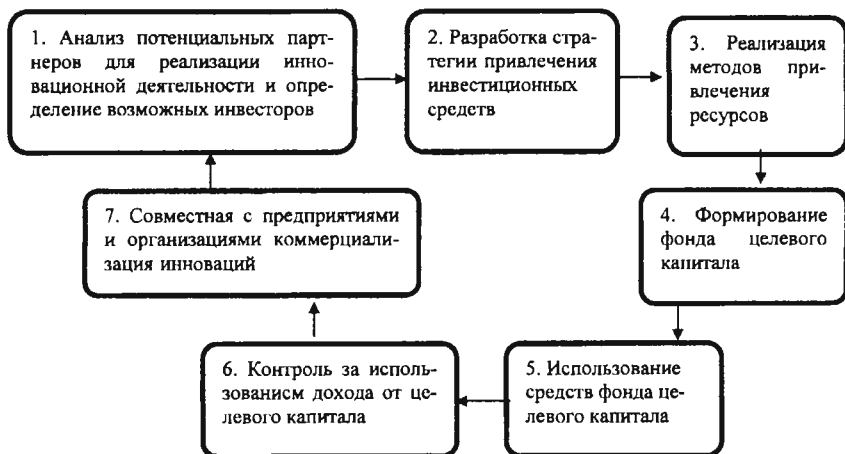 1. Анализ потенциальных парт-
неров для реализации инно-
вационной деятельности и опре-
деление возможных инвесторов
2. Разработка стра-
тегии привлечения
инвестиционных
средств
3. Реализация
методов при-
влечения
ресурсов
4. Формирование
фонда целевого
капитала
5. Использование
средств фонда це-
левого капитала
6. Контроль за исполь-
зованием дохода от це-
левого капитала
7. Совместная с предприятиями
и организациями коммерциали-
зация инноваций